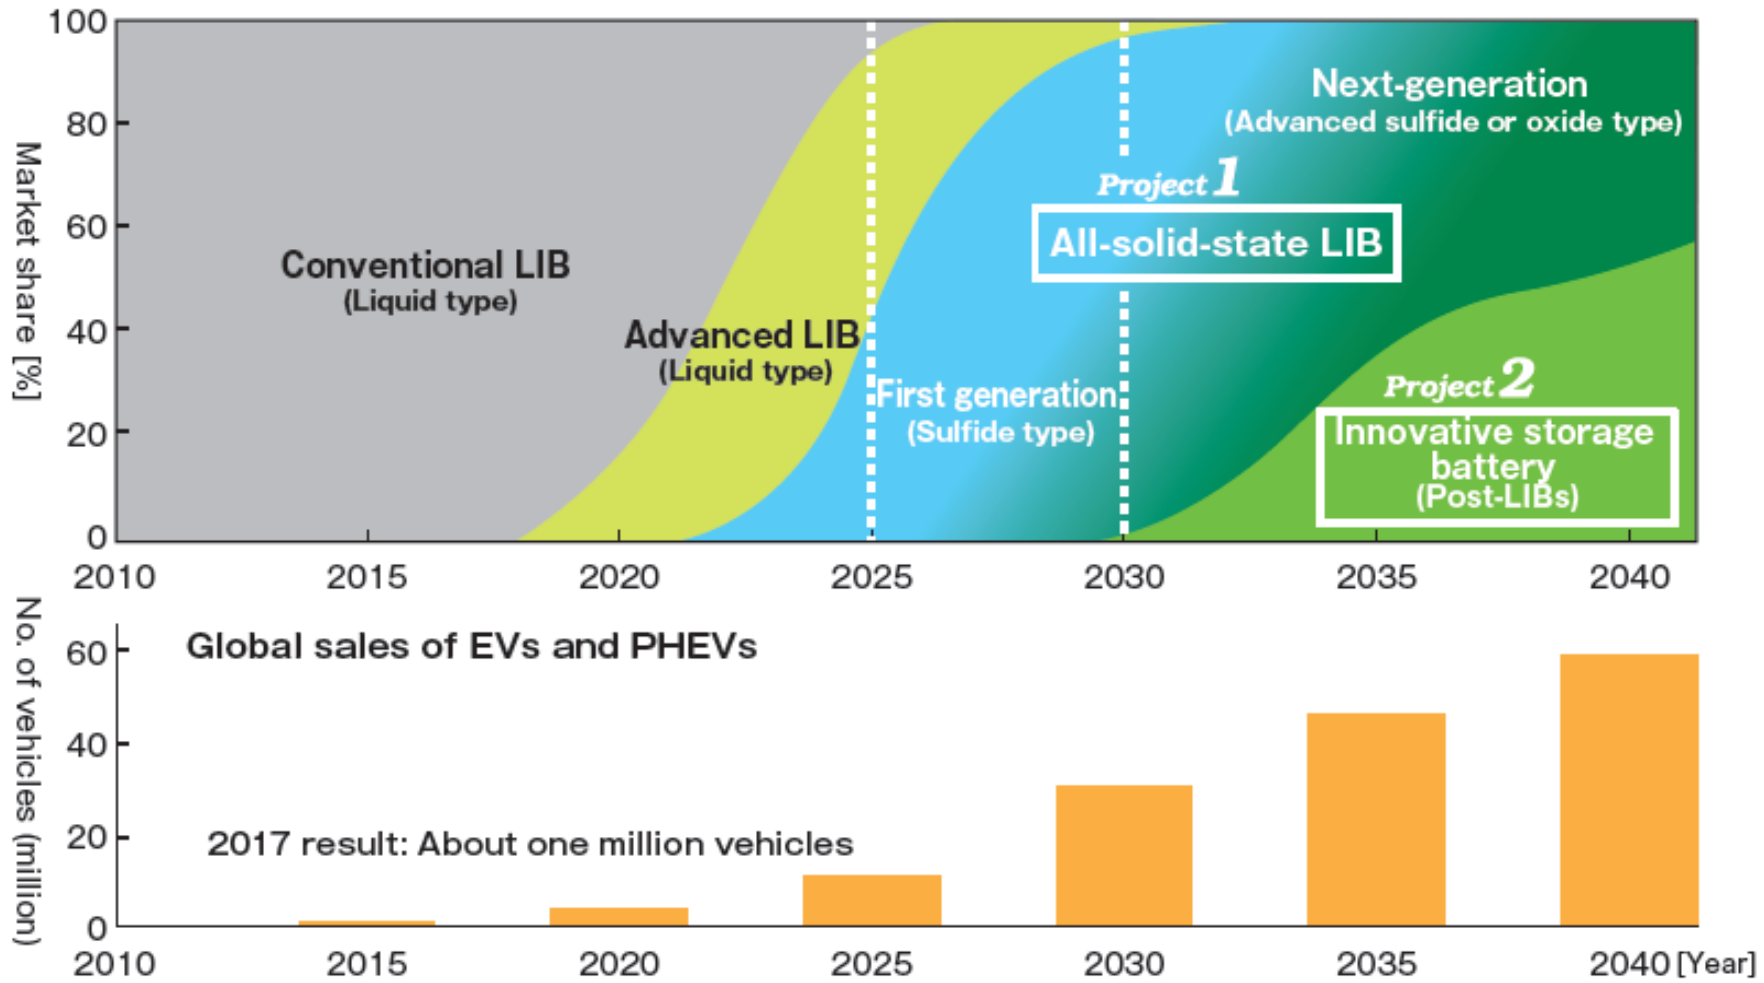 100
80
60
40
20
0
Market share [%]
Conventional LIB
(Liquid type)
Advanced LIB
(Liquid type)
First generation
(Sulfide type)
Next-generation
(Advanced sulfide or oxide type)
Project 1
All-solid-state LIB
Project 2
Innovative storage
battery
(Post-LIBs)
2010 2015 2020 2025 2030 2035 2040
No. of vehicles (million)
60
40
20
0
Global sales of EVs and PHEVs
2017 result: About one million vehicles
2010 2015 2020 2025 2030 2035 2040 [Year]